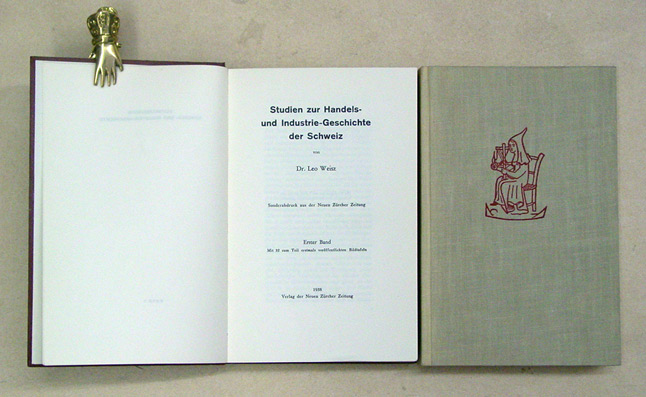 Studien zur Handels-
und Industrie-Geschichte
der Schweiz
von
Dr. Leo Weisz
Sonderabdruck aus der Neuen Zürcher Zeitung
Erster Band
Mit 57 zum Teil erstmals veröffentlichten Bildtafeln
1938
Verlag der Neuen Zürcher Zeitung